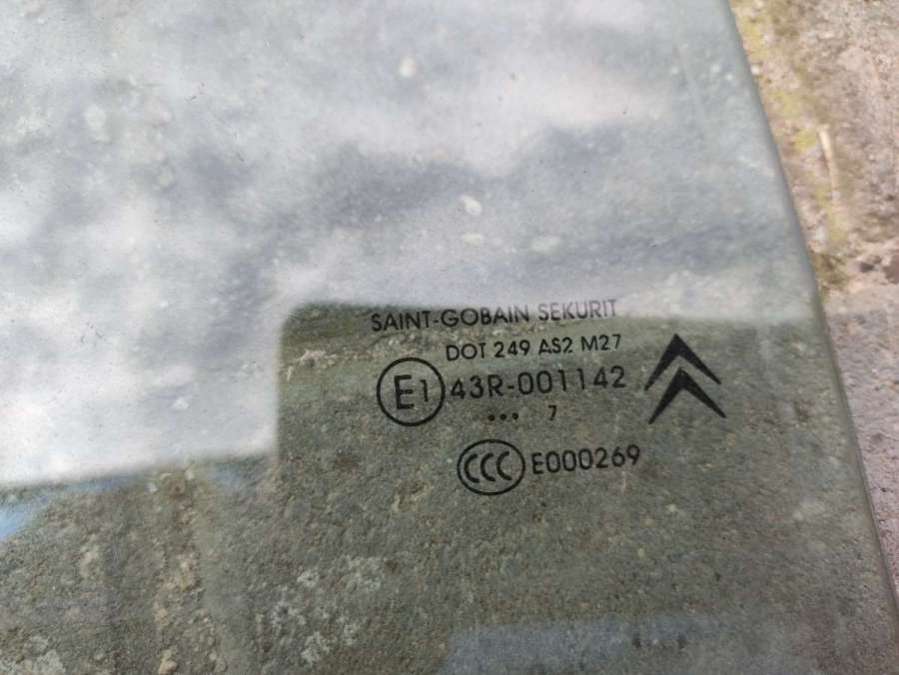 SAINT-GOBAIN SEKURIT
DOT 249 AS2 M27
E1 43R-001142
... 7
CCC E000269